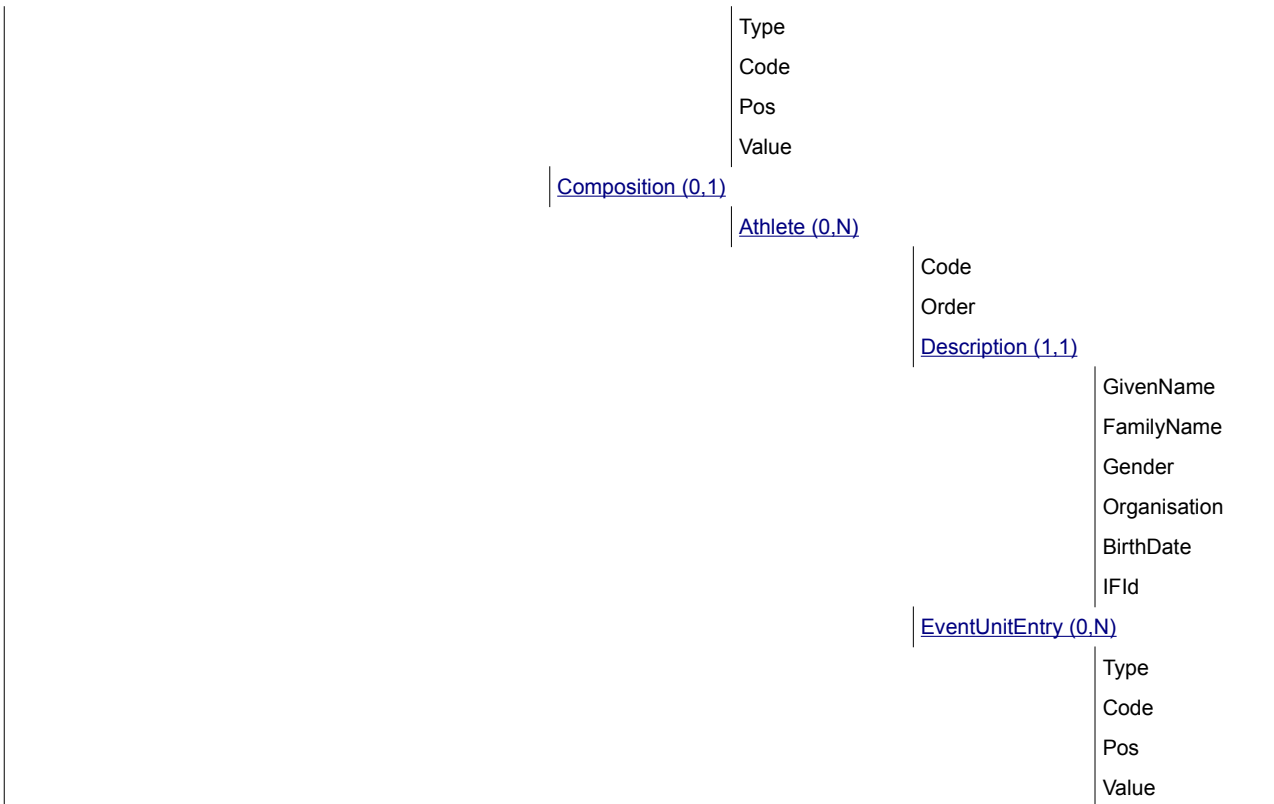 Type
Code
Pos
Value
Composition (0,1)
Athlete (0,N)
Code
Order
Description (1,1)
GivenName
FamilyName
Gender
Organisation
BirthDate
IFId
EventUnitEntry (0,N)
Type
Code
Pos
Value